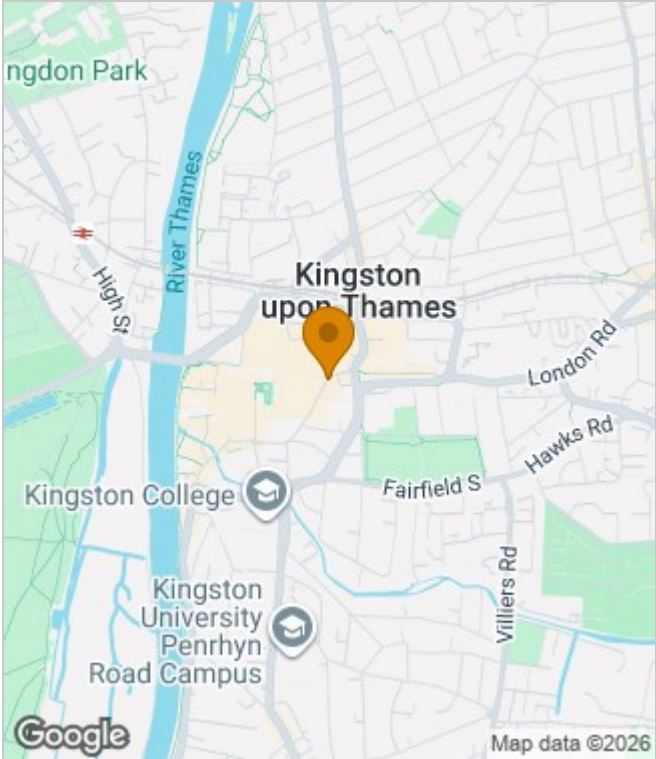 ngdon Park
River Thames
High St
Kingston
upon Thames
London Rd
Hawks Rd
Kingston College
Fairfield S
Villiers Rd
Kingston
University
Penrhyn
Road Campus
Google
Map data ©2026